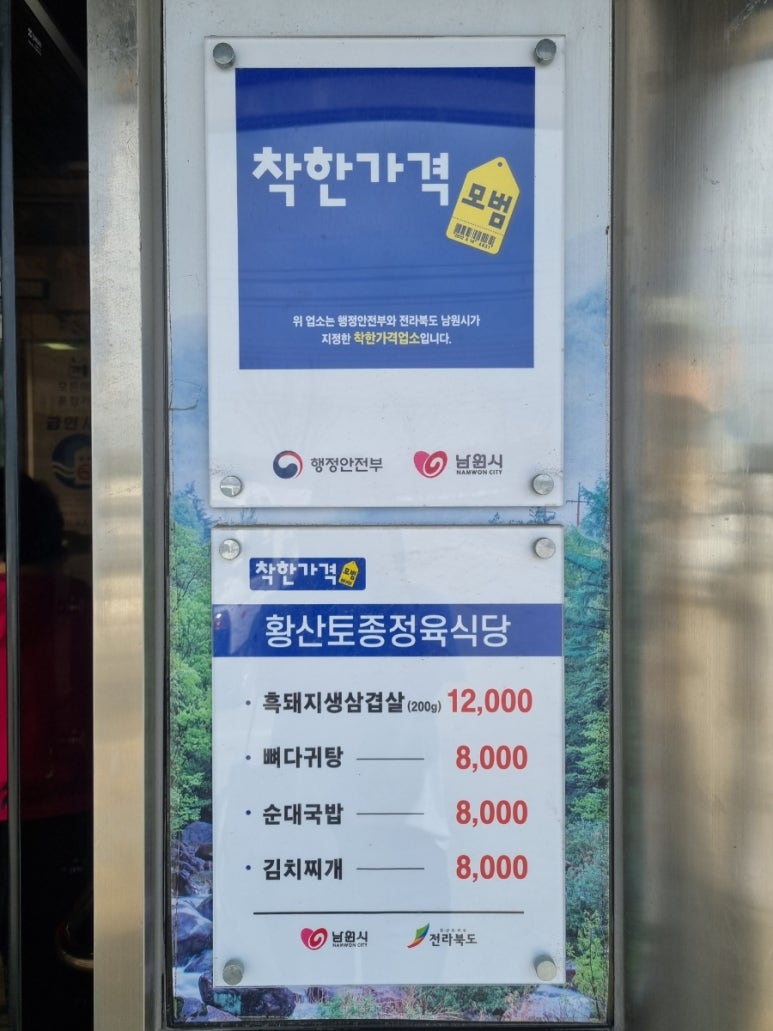 착한가격
모범
위 업소는 행정안전부와 전라북도 남원시가
지정한 착한가격업소입니다.
행정안전부
남원시
NAMWON CITY
착한가격
모범
황산토종정육식당
· 흑돼지생삼겹살(200g) 12,000
· 뼈다귀탕 8,000
· 순대국밥 8,000
· 김치찌개 8,000
남원시
NAMWON CITY
전라북도